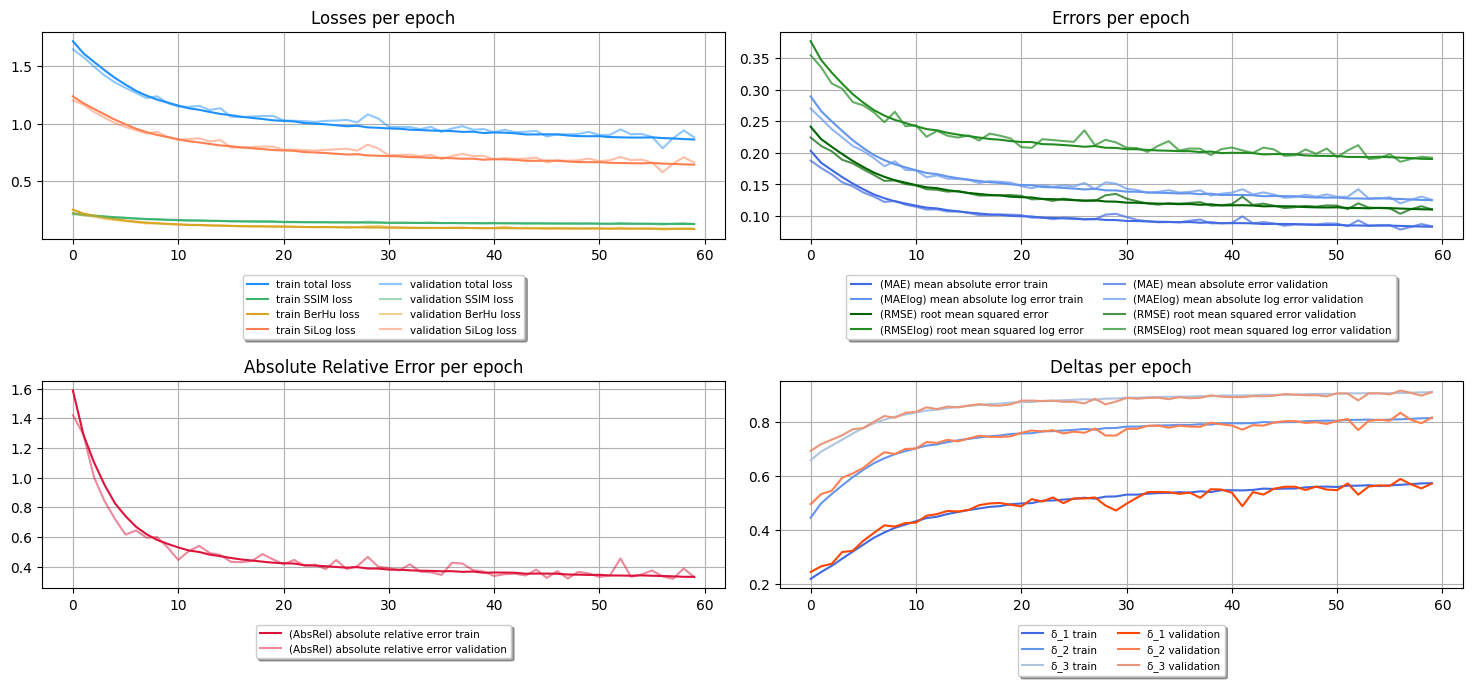 Losses per epoch
1.5
1.0
0.5
0 10 20 30 40 50 60
train total loss validation total loss
train SSIM loss validation SSIM loss
train BerHu loss validation BerHu loss
train SiLog loss validation SiLog loss
Errors per epoch
0.35
0.30
0.25
0.20
0.15
0.10
0 10 20 30 40 50 60
(MAE) mean absolute error train (MAE) mean absolute error validation
(MAElog) mean absolute log error train (MAElog) mean absolute log error validation
(RMSE) root mean squared error (RMSE) root mean squared error validation
(RMSElog) root mean squared log error (RMSElog) root mean squared log error validation
Absolute Relative Error per epoch
1.6
1.4
1.2
1.0
0.8
0.6
0.4
0 10 20 30 40 50 60
(AbsRel) absolute relative error train
(AbsRel) absolute relative error validation
Deltas per epoch
0.8
0.6
0.4
0.2
0 10 20 30 40 50 60
δ_1 train δ_1 validation
δ_2 train δ_2 validation
δ_3 train δ_3 validation